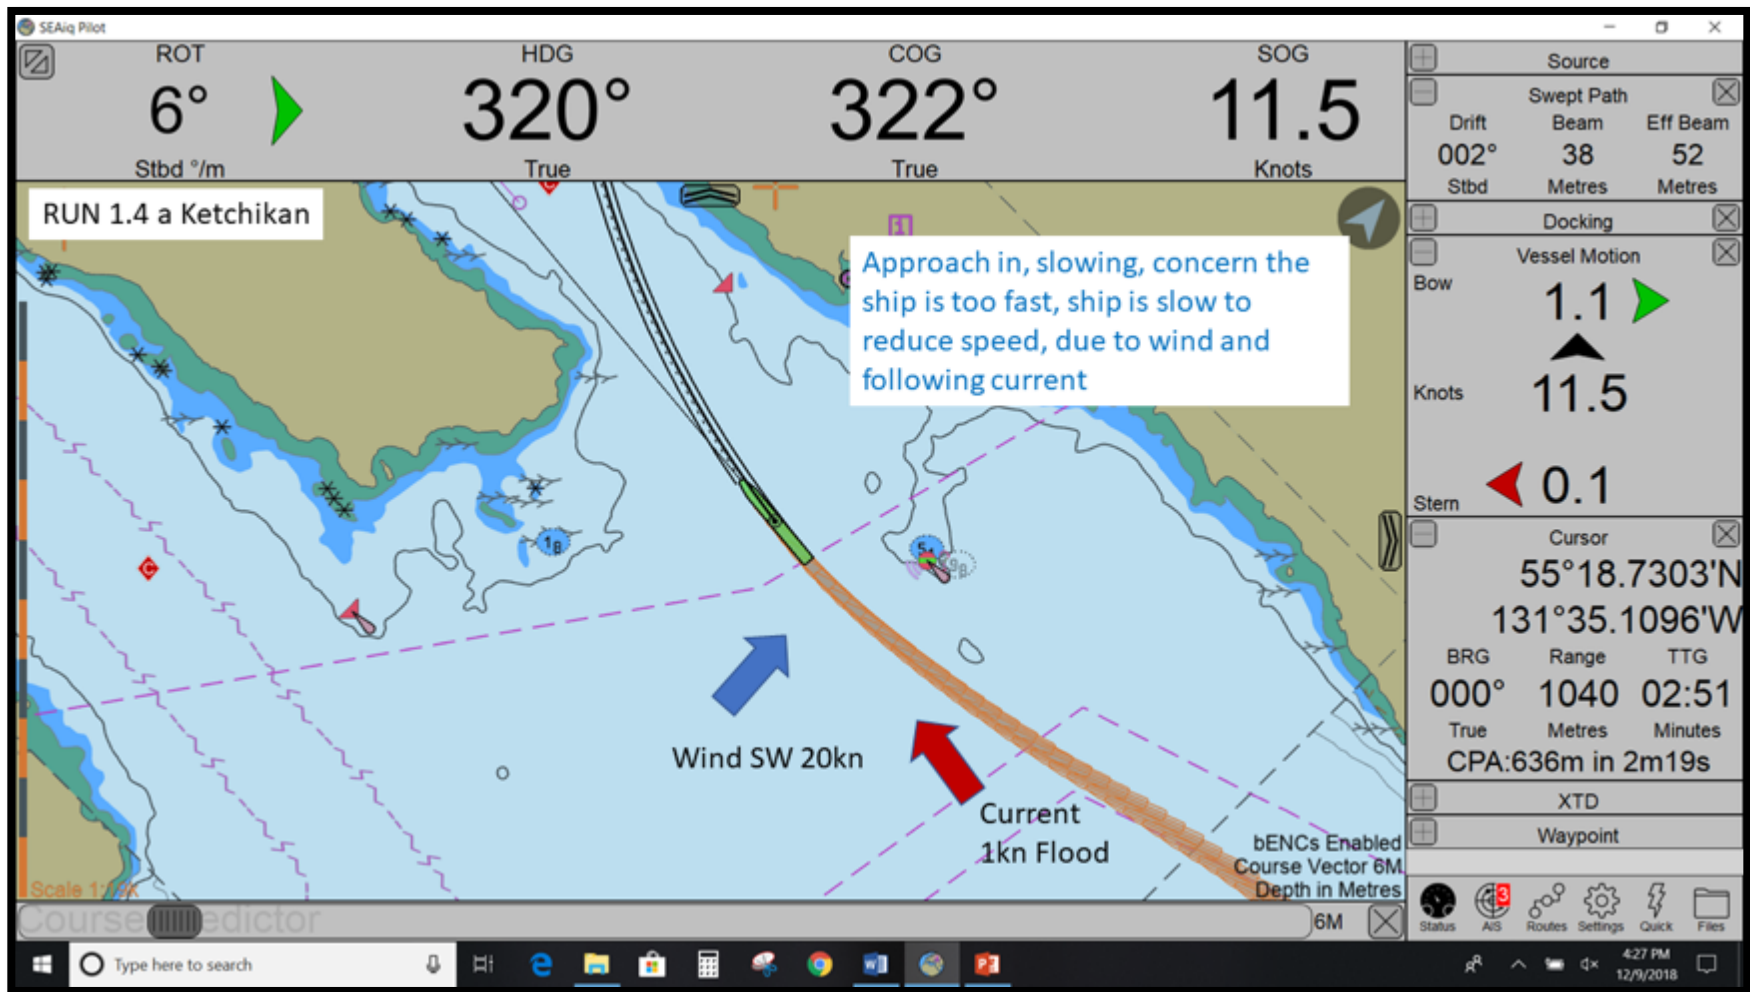 SEAiq Pilot
ROT
HDG
COG
SOG
6°
320°
322°
11.5
Stbd °/m
True
True
Knots
RUN 1.4 a Ketchikan
Approach in, slowing, concern the
ship is too fast, ship is slow to
reduce speed, due to wind and
following current
1
C
C
Wind SW 20kn
Current
1kn Flood
bENCs Enabled
Course Vector 6M
Depth in Metres
6M
Source
Swept Path
Drift
Beam
Eff Beam
002°
38
52
Stbd
Metres
Metres
Docking
Vessel Motion
Bow
1.1
Knots
11.5
Stern
0.1
Cursor
55°18.7303'N
131°35.1096'W
BRG
Range
TTG
000°
1040
02:51
True
Metres
Minutes
CPA:636m in 2m19s
XTD
Waypoint
3
Status
AIS
Routes
Settings
Quick
Files
Type here to search
4:27 PM
12/9/2018